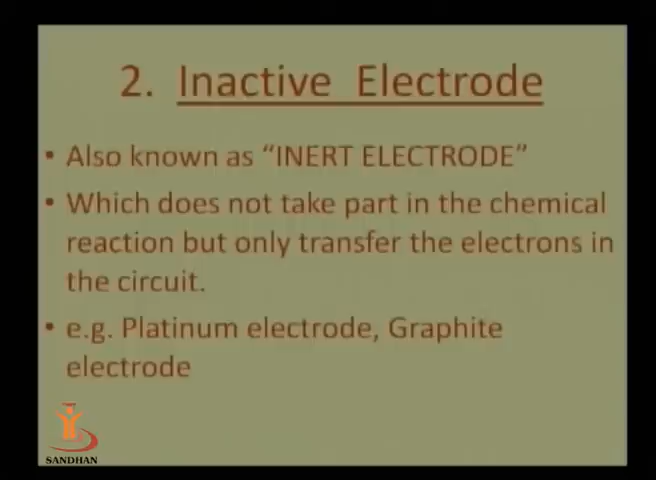 2. Inactive Electrode
• Also known as “INERT ELECTRODE”
• Which does not take part in the chemical
reaction but only transfer the electrons in
the circuit.
• e.g. Platinum electrode, Graphite
electrode
SANDHAN